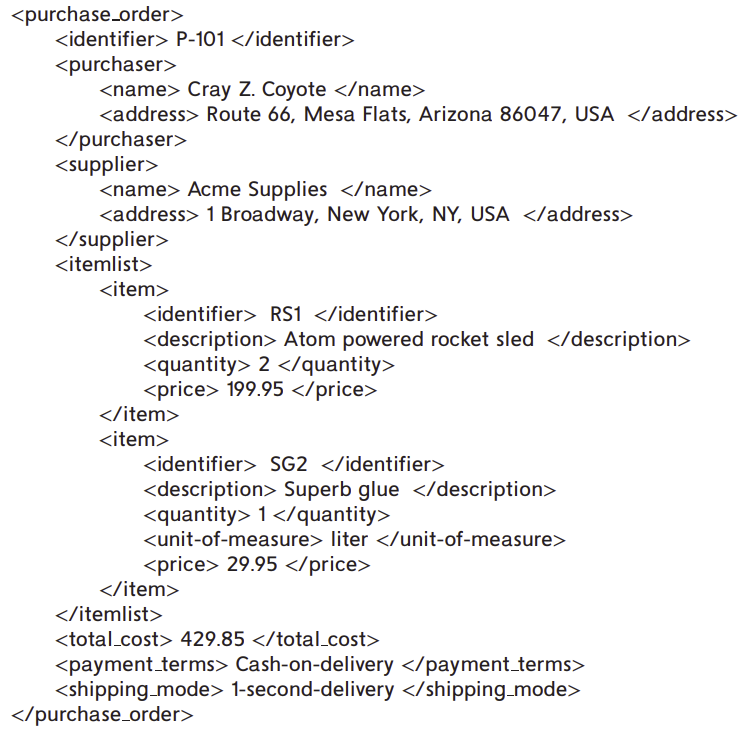 <purchase_order>
<identifier> P-101 </identifier>
<purchaser>
<name> Cray Z. Coyote </name>
<address> Route 66, Mesa Flats, Arizona 86047, USA </address>
</purchaser>
<supplier>
<name> Acme Supplies </name>
<address> 1 Broadway, New York, NY, USA </address>
</supplier>
<itemlist>
<item>
<identifier> RS1 </identifier>
<description> Atom powered rocket sled </description>
<quantity> 2 </quantity>
<price> 199.95 </price>
</item>
<item>
<identifier> SG2 </identifier>
<description> Superb glue </description>
<quantity> 1 </quantity>
<unit-of-measure> liter </unit-of-measure>
<price> 29.95 </price>
</item>
</itemlist>
<total_cost> 429.85 </total_cost>
<payment_terms> Cash-on-delivery </payment_terms>
<shipping_mode> 1-second-delivery </shipping_mode>
</purchase_order>